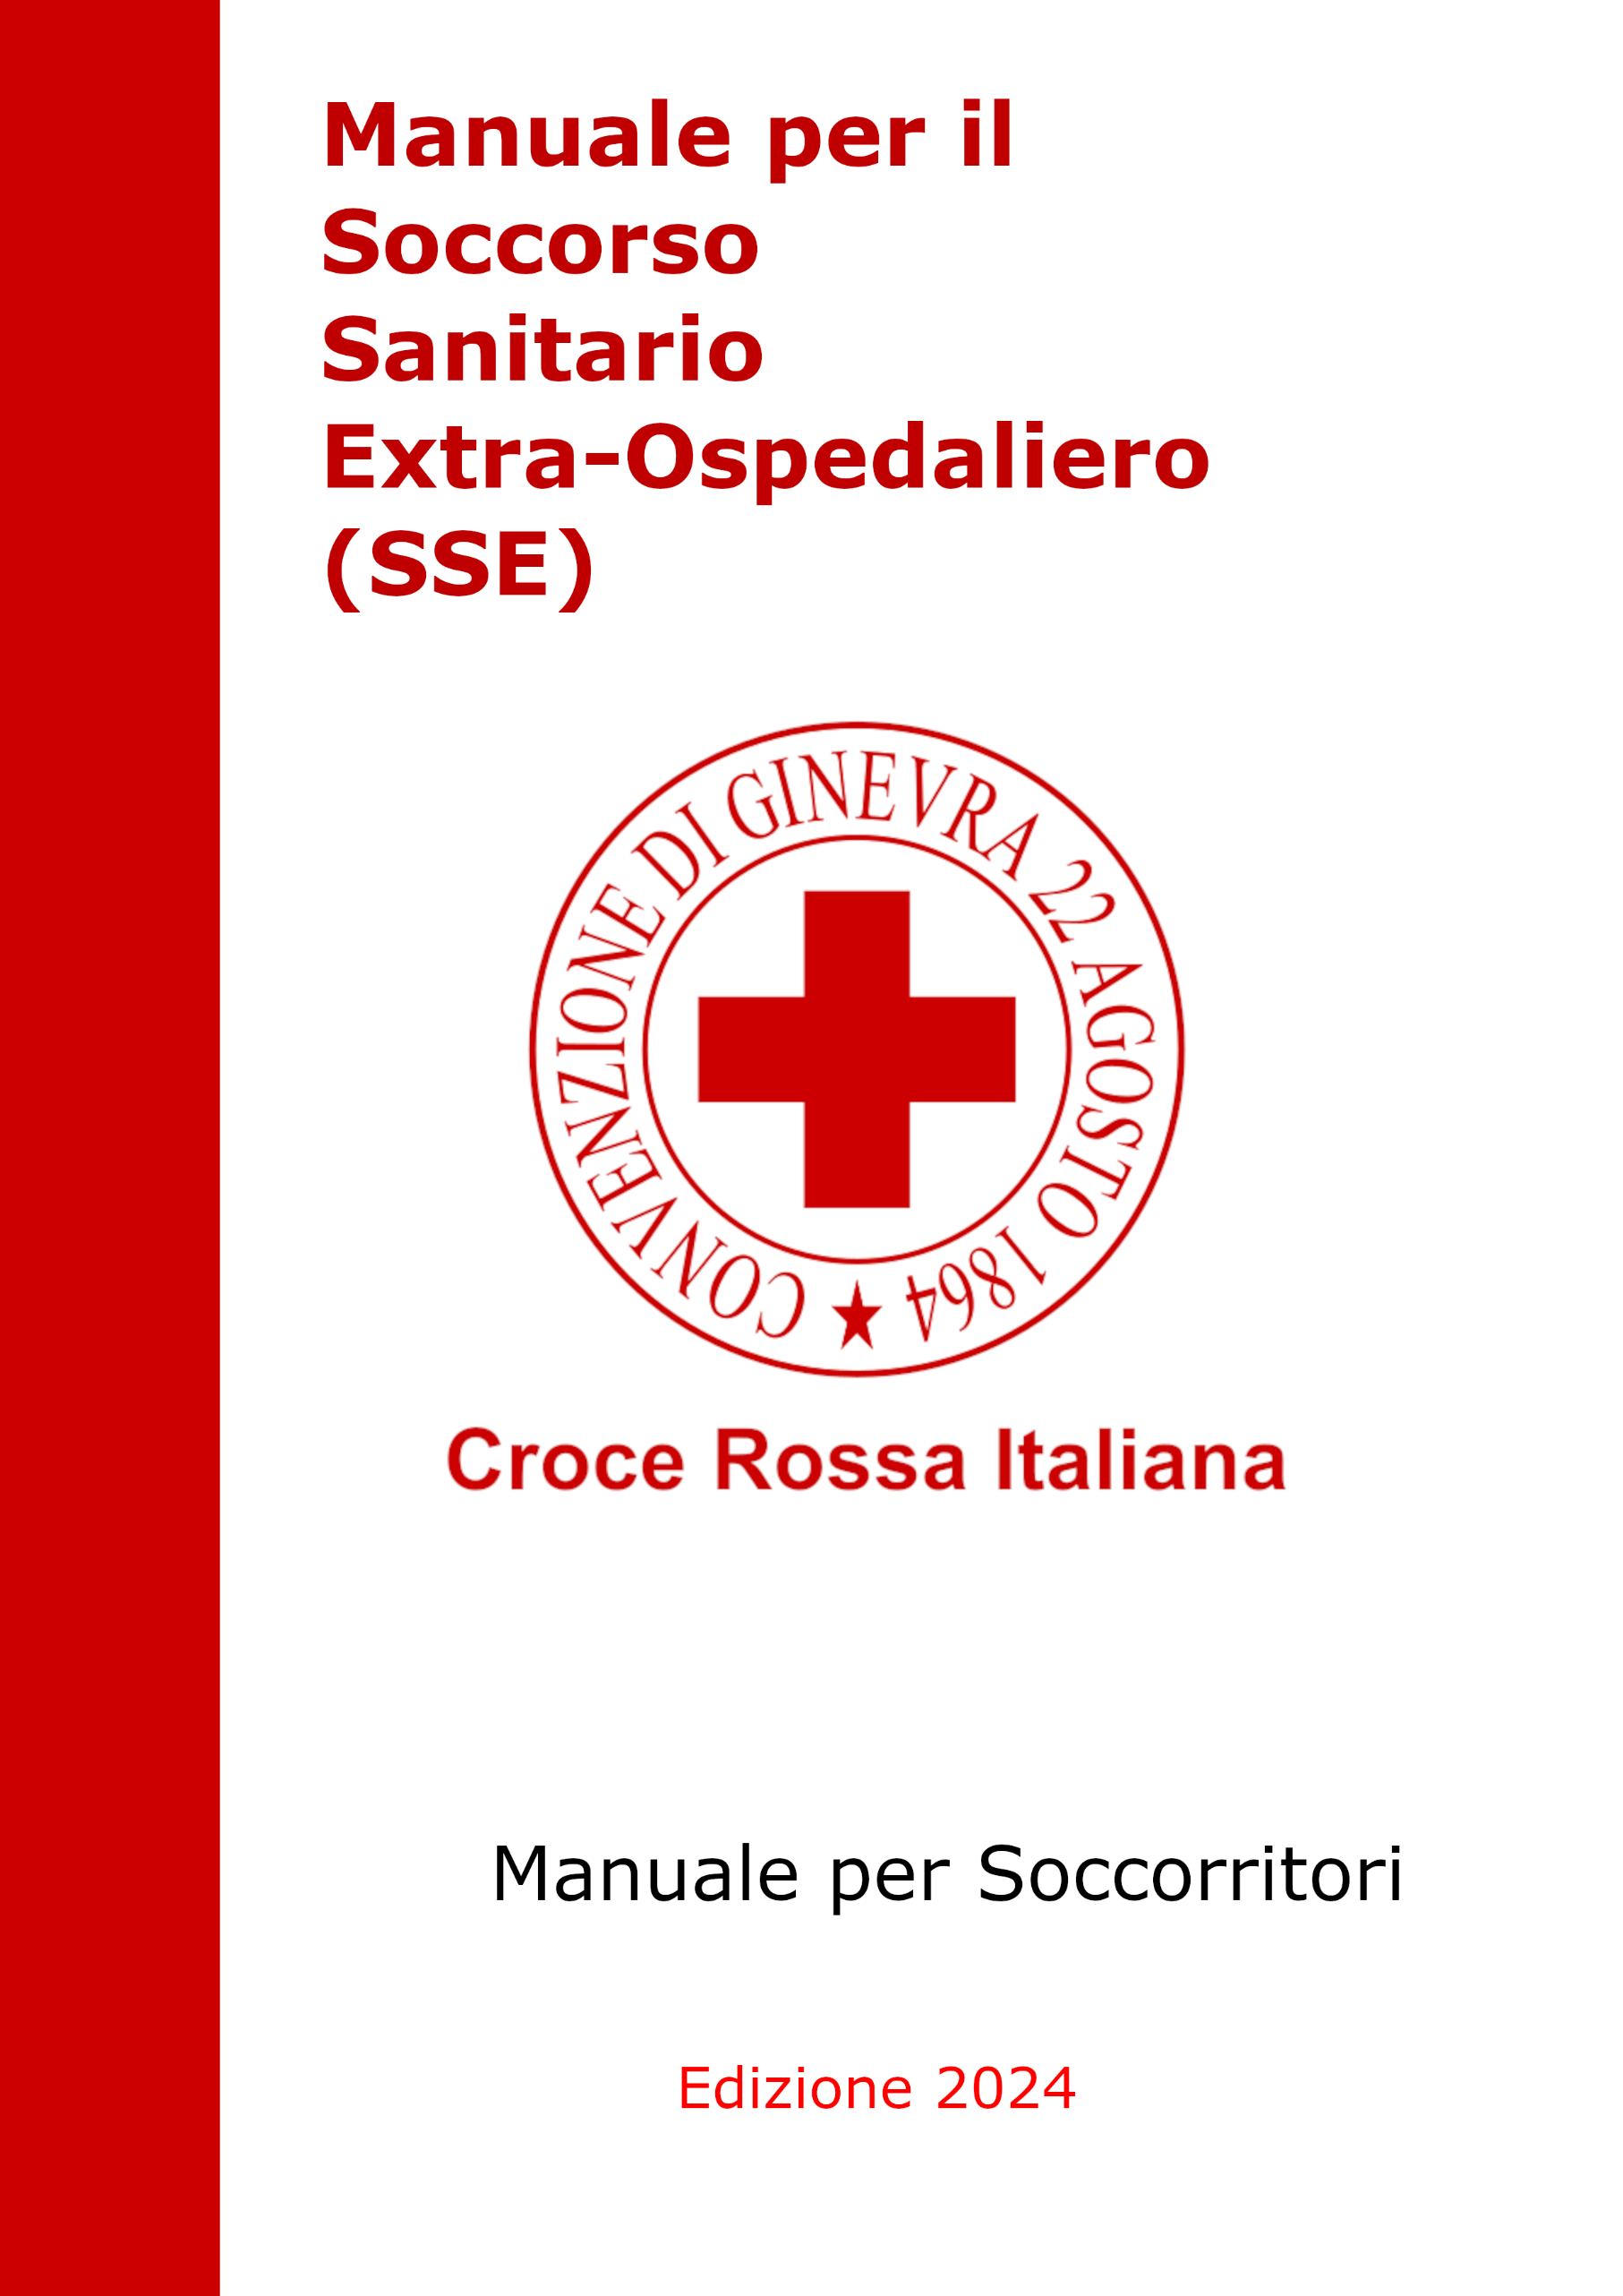 Manuale per il
Soccorso
Sanitario
Extra-Ospedaliero
(SSE)
CONVENZIONE DI GINEVRA 22 AGOSTO 1864
Croce Rossa Italiana
Manuale per Soccorritori
Edizione 2024